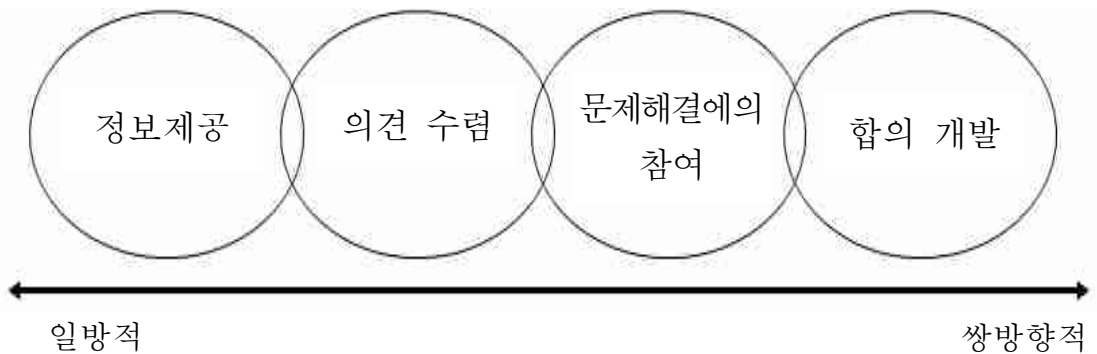 정보제공
의견 수렴
문제해결에의
참여
합의 개발
일방적
쌍방향적